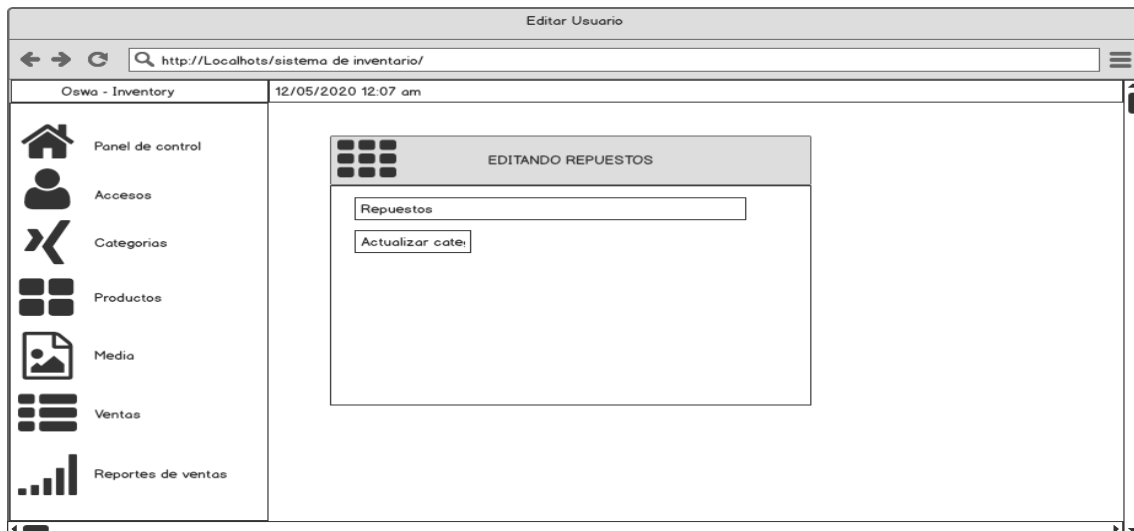 Editar Usuario
http://Localhots/sistema de inventario/
Oswa - Inventory
12/05/2020 12:07 am
Panel de control
Accesos
Categorias
Productos
Media
Ventas
Reportes de ventas
EDITANDO REPUESTOS
Repuestos
Actualizar